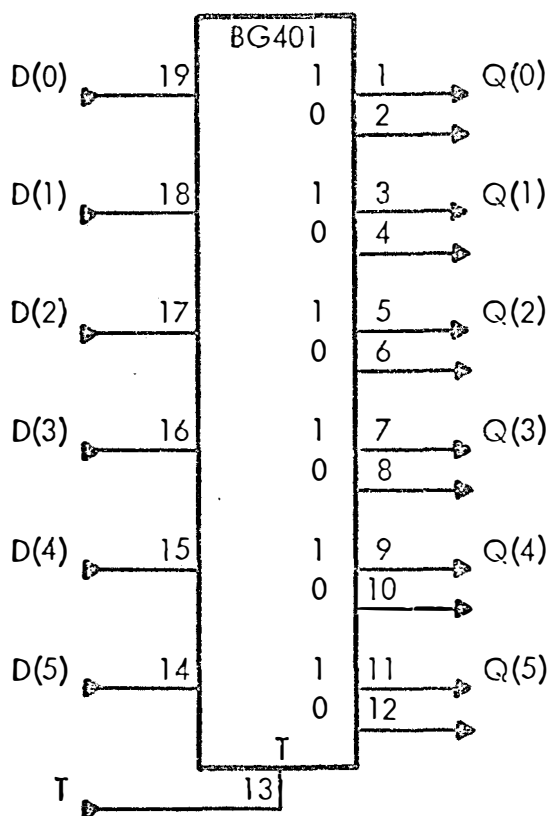 BG401
D(0) 19 1 1 Q(0)
0 2
D(1) 18 1 3 Q(1)
0 4
D(2) 17 1 5 Q(2)
0 6
D(3) 16 1 7 Q(3)
0 8
D(4) 15 1 9 Q(4)
0 10
D(5) 14 1 11 Q(5)
0 12
T
T 13